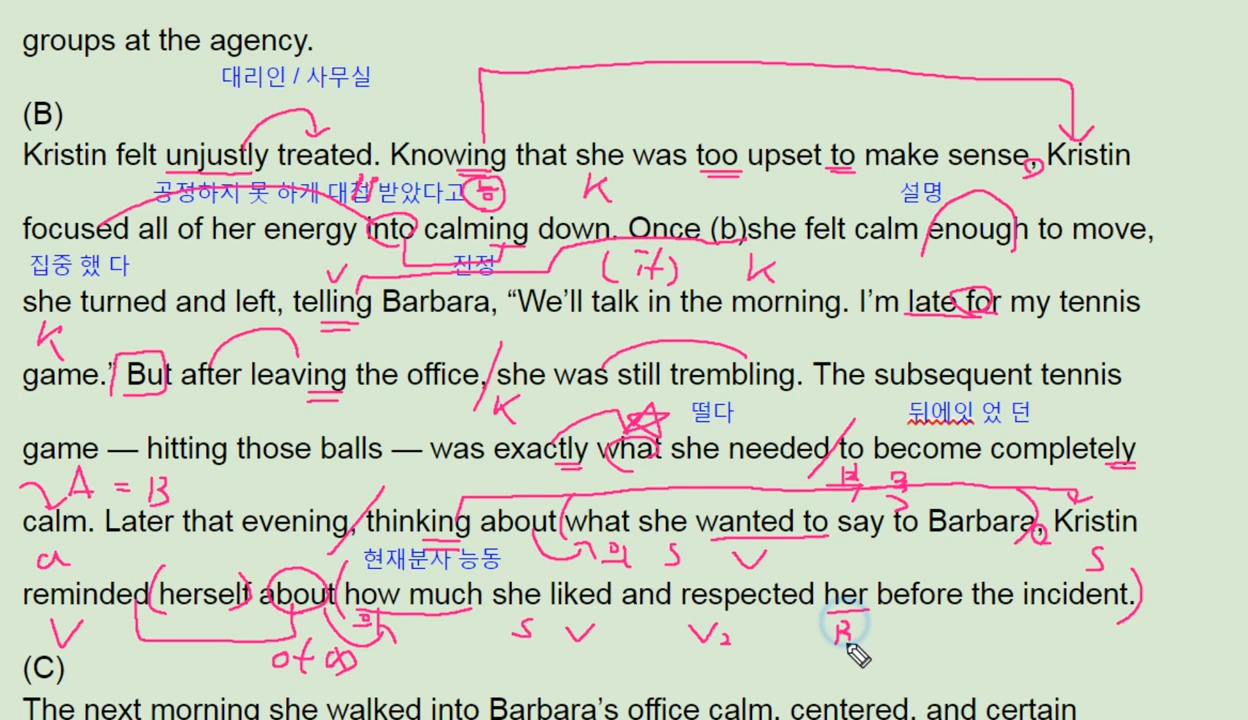 groups at the agency.
대리인 / 사무실
(B)
Kristin felt unjustly treated. Knowing that she was too upset to make sense, Kristin
공정하지 못 하게 대접 받았다고 능 K 설명
focused all of her energy into calming down. Once (b)she felt calm enough to move,
집중 했 다 진정 (it) K
she turned and left, telling Barbara, “We’ll talk in the morning. I’m late for my tennis
K
game.” But after leaving the office, she was still trembling. The subsequent tennis
K 떨다 뒤에잇 었 던
game — hitting those balls — was exactly what she needed to become completely
A = B
calm. Later that evening, thinking about what she wanted to say to Barbara, Kristin
a 현재분사 능동 S V S
reminded herself about how much she liked and respected her before the incident.
V of S V V₂ B
(C)
The next morning she walked into Barbara’s office calm, centered, and certain